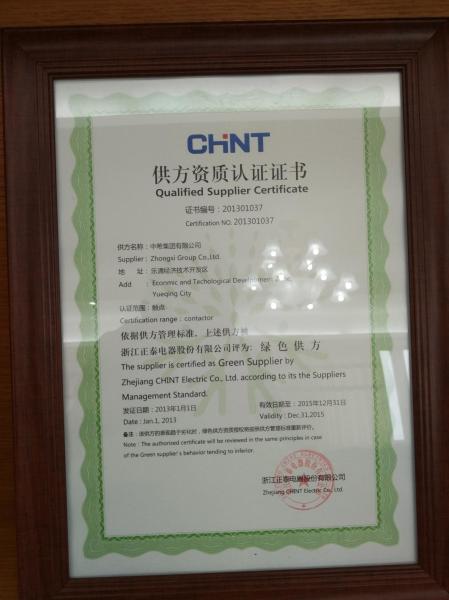 CHINT
供方资质认证证书
Qualified Supplier Certificate
证书编号：201301037
Certification NO. 201301037
供方名称：中希集团有限公司
Supplier : Zhongxi Group Co.,Ltd.
地 址：乐清经济技术开发区
Add : Econmic and Techological Development Zone,
Yueqing City
认证范围：触点
Certification range : contactor
依据供方管理标准，上述供方被
浙江正泰电器股份有限公司评为: 绿色供方
The supplier is certified as Green Supplier by
Zhejiang CHINT Electric Co., Ltd. according to its the Suppliers
Management Standard.
发证日期：2013年1月1日 有效日期至：2015年12月31日
Date : Jan.1, 2013 Validity : Dec.31,2015
Note : The authorized certificate will be reviewed in the same principles in case
of the Green supplier's behavior tending to inferior.
浙江正泰电器股份有限公司
Zhejiang CHINT Electric Co., Ltd.